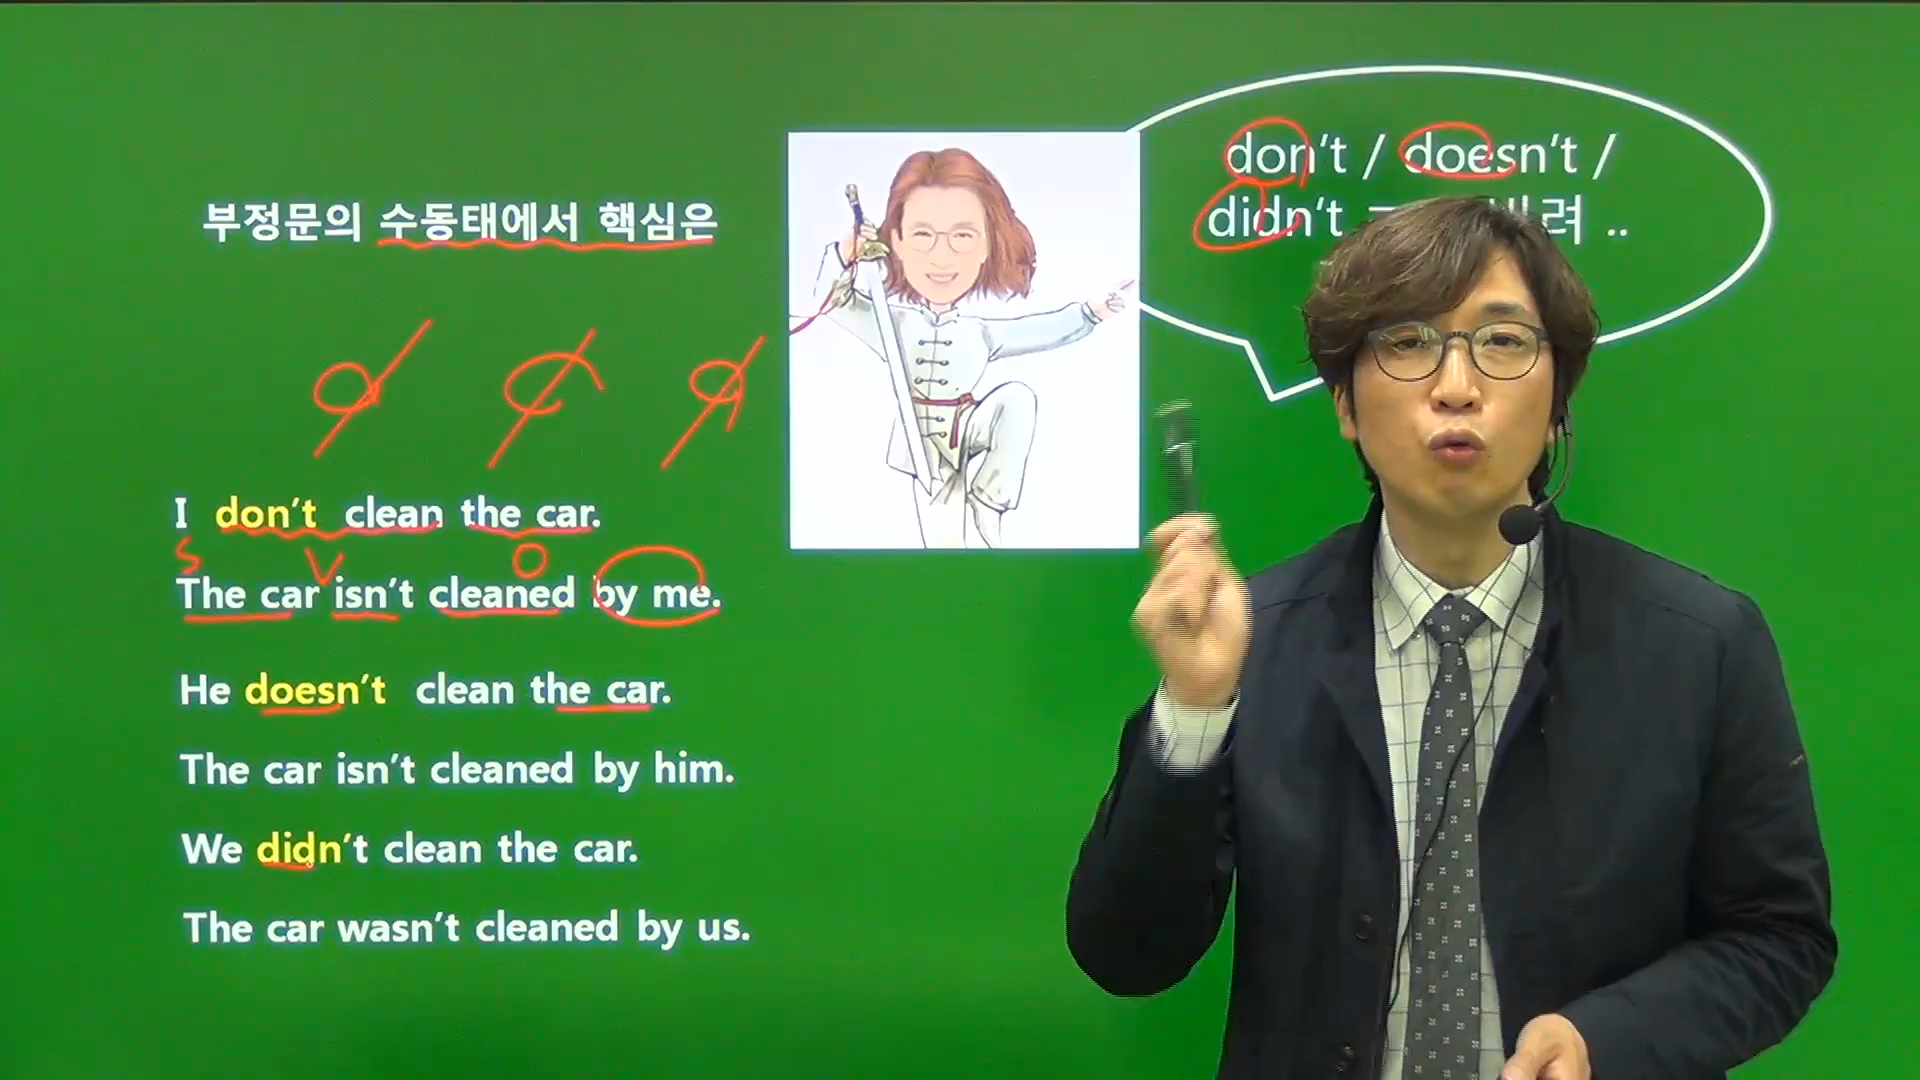 부정문의 수동태에서 핵심은
don't / doesn't /
didn't 려 ..
I don't clean the car.
S V O
The car isn't cleaned by me.
He doesn't clean the car.
The car isn't cleaned by him.
We didn't clean the car.
The car wasn't cleaned by us.